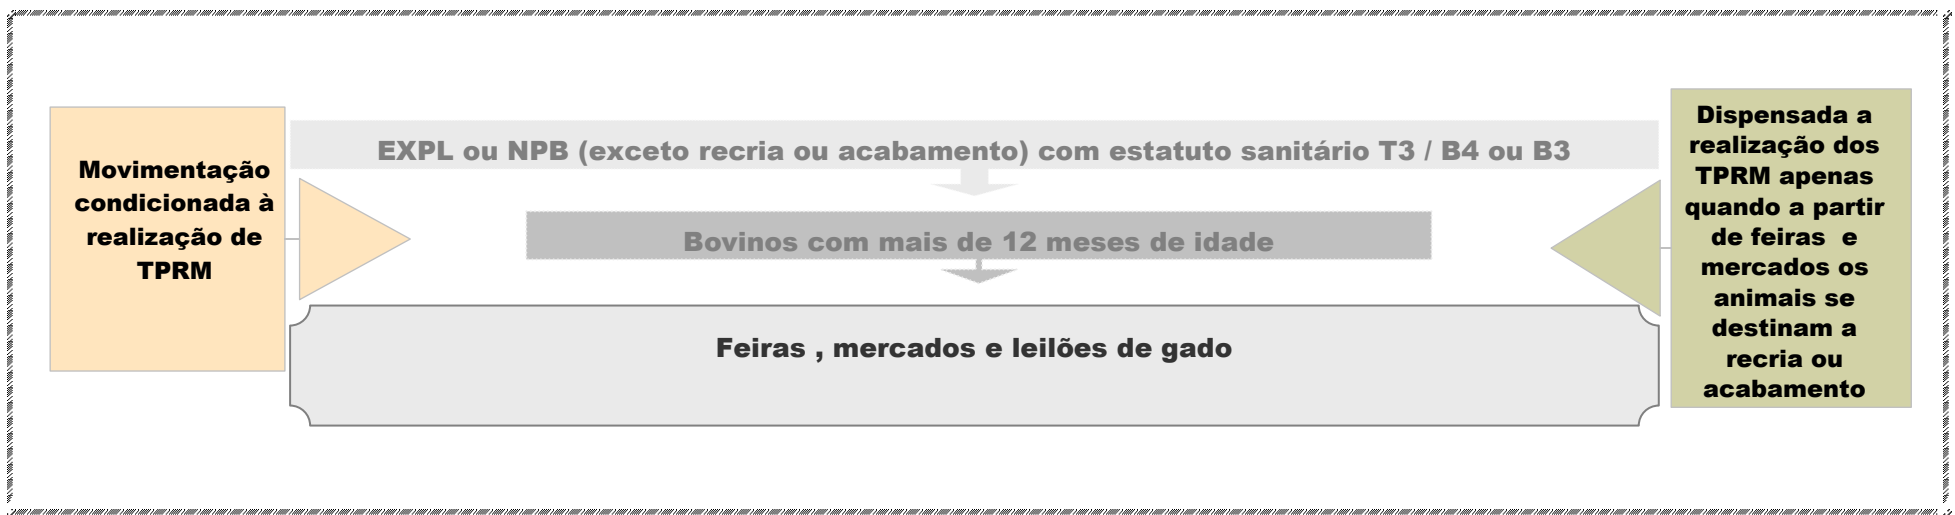 Movimentação
condicionada à
realização de
TPRM
EXPL ou NPB (exceto recria ou acabamento) com estatuto sanitário T3 / B4 ou B3
Bovinos com mais de 12 meses de idade
Feiras , mercados e leilões de gado
Dispensada a
realização dos
TPRM apenas
quando a partir
de feiras e
mercados os
animais se
destinam a
recria ou
acabamento